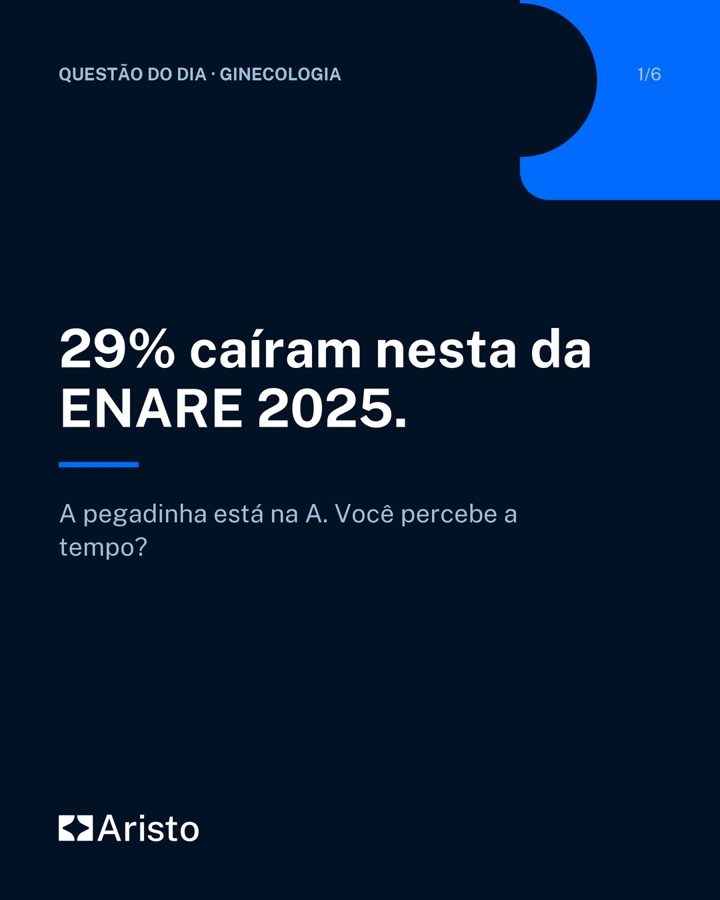 QUESTÃO DO DIA · GINECOLOGIA
1/6
29% caíram nesta da
ENARE 2025.
A pegadinha está na A. Você percebe a
tempo?
Aristo